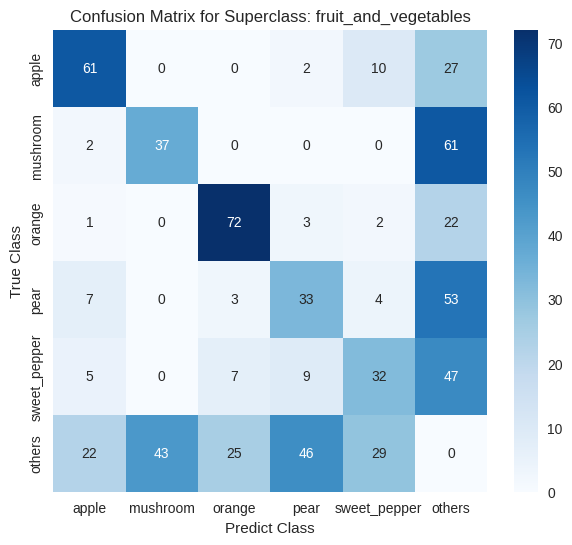 Confusion Matrix for Superclass: fruit_and_vegetables
True Class
apple 61 0 0 2 10 27
mushroom 2 37 0 0 0 61
orange 1 0 72 3 2 22
pear 7 0 3 33 4 53
sweet_pepper 5 0 7 9 32 47
others 22 43 25 46 29 0
apple mushroom orange pear sweet_pepper others
Predict Class
70
60
50
40
30
20
10
0